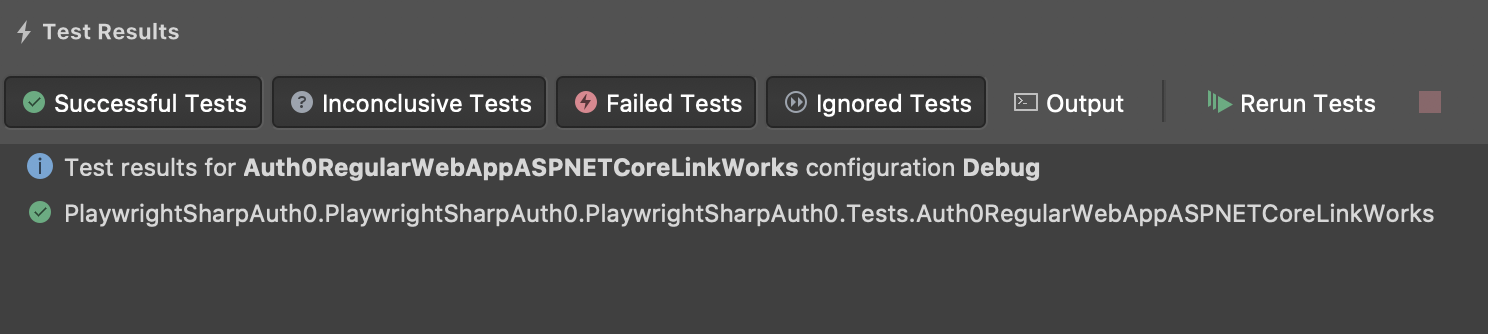 Test Results
Successful Tests Inconclusive Tests Failed Tests Ignored Tests Output Rerun Tests
Test results for Auth0RegularWebAppASPNETCoreLinkWorks configuration Debug
PlaywrightSharpAuth0.PlaywrightSharpAuth0.PlaywrightSharpAuth0.Tests.Auth0RegularWebAppASPNETCoreLinkWorks